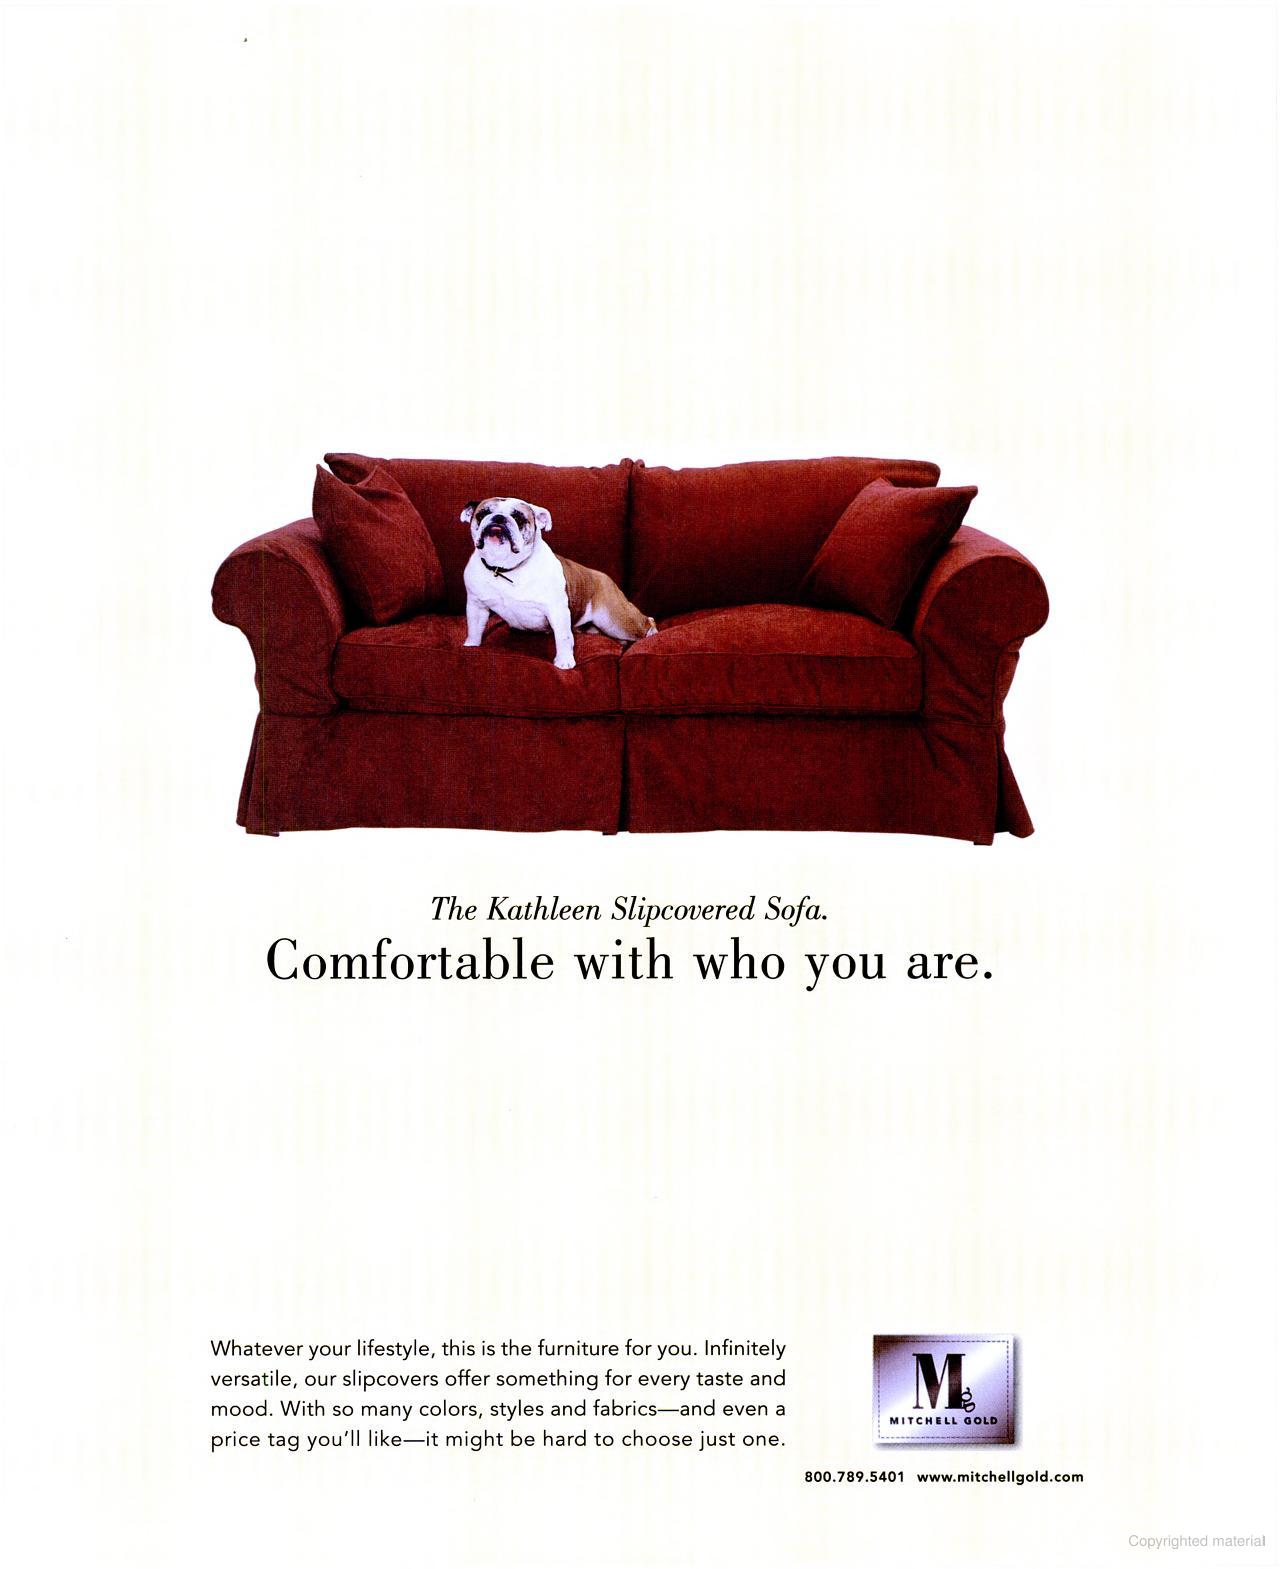 The Kathleen Slipcovered Sofa.
Comfortable with who you are.
Whatever your lifestyle, this is the furniture for you. Infinitely
versatile, our slipcovers offer something for every taste and
mood. With so many colors, styles and fabrics—and even a
price tag you'll like—it might be hard to choose just one.
Mg
MITCHELL GOLD
800.789.5401 www.mitchellgold.com
Copyrighted material